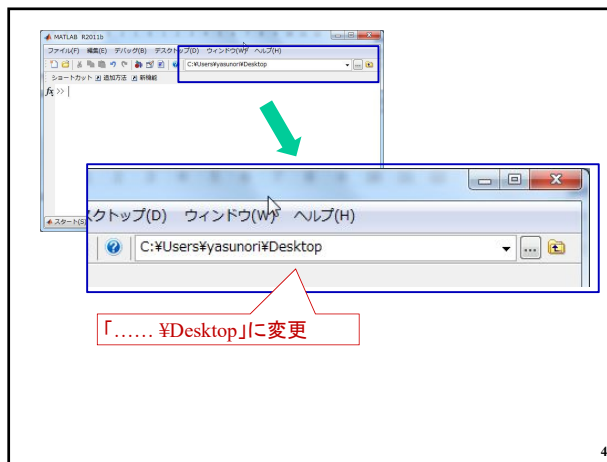 MATLAB R2011b
ファイル(F) 編集(E) デバッグ(B) デスクトップ(D) ウィンドウ(W) ヘルプ(H)
C:¥Users¥yasunori¥Desktop
ショートカット 追加方法 新機能
fx >>
スタート(S)
スクトップ(D) ウィンドウ(W) ヘルプ(H)
C:¥Users¥yasunori¥Desktop
「…… ¥Desktop」に変更
4